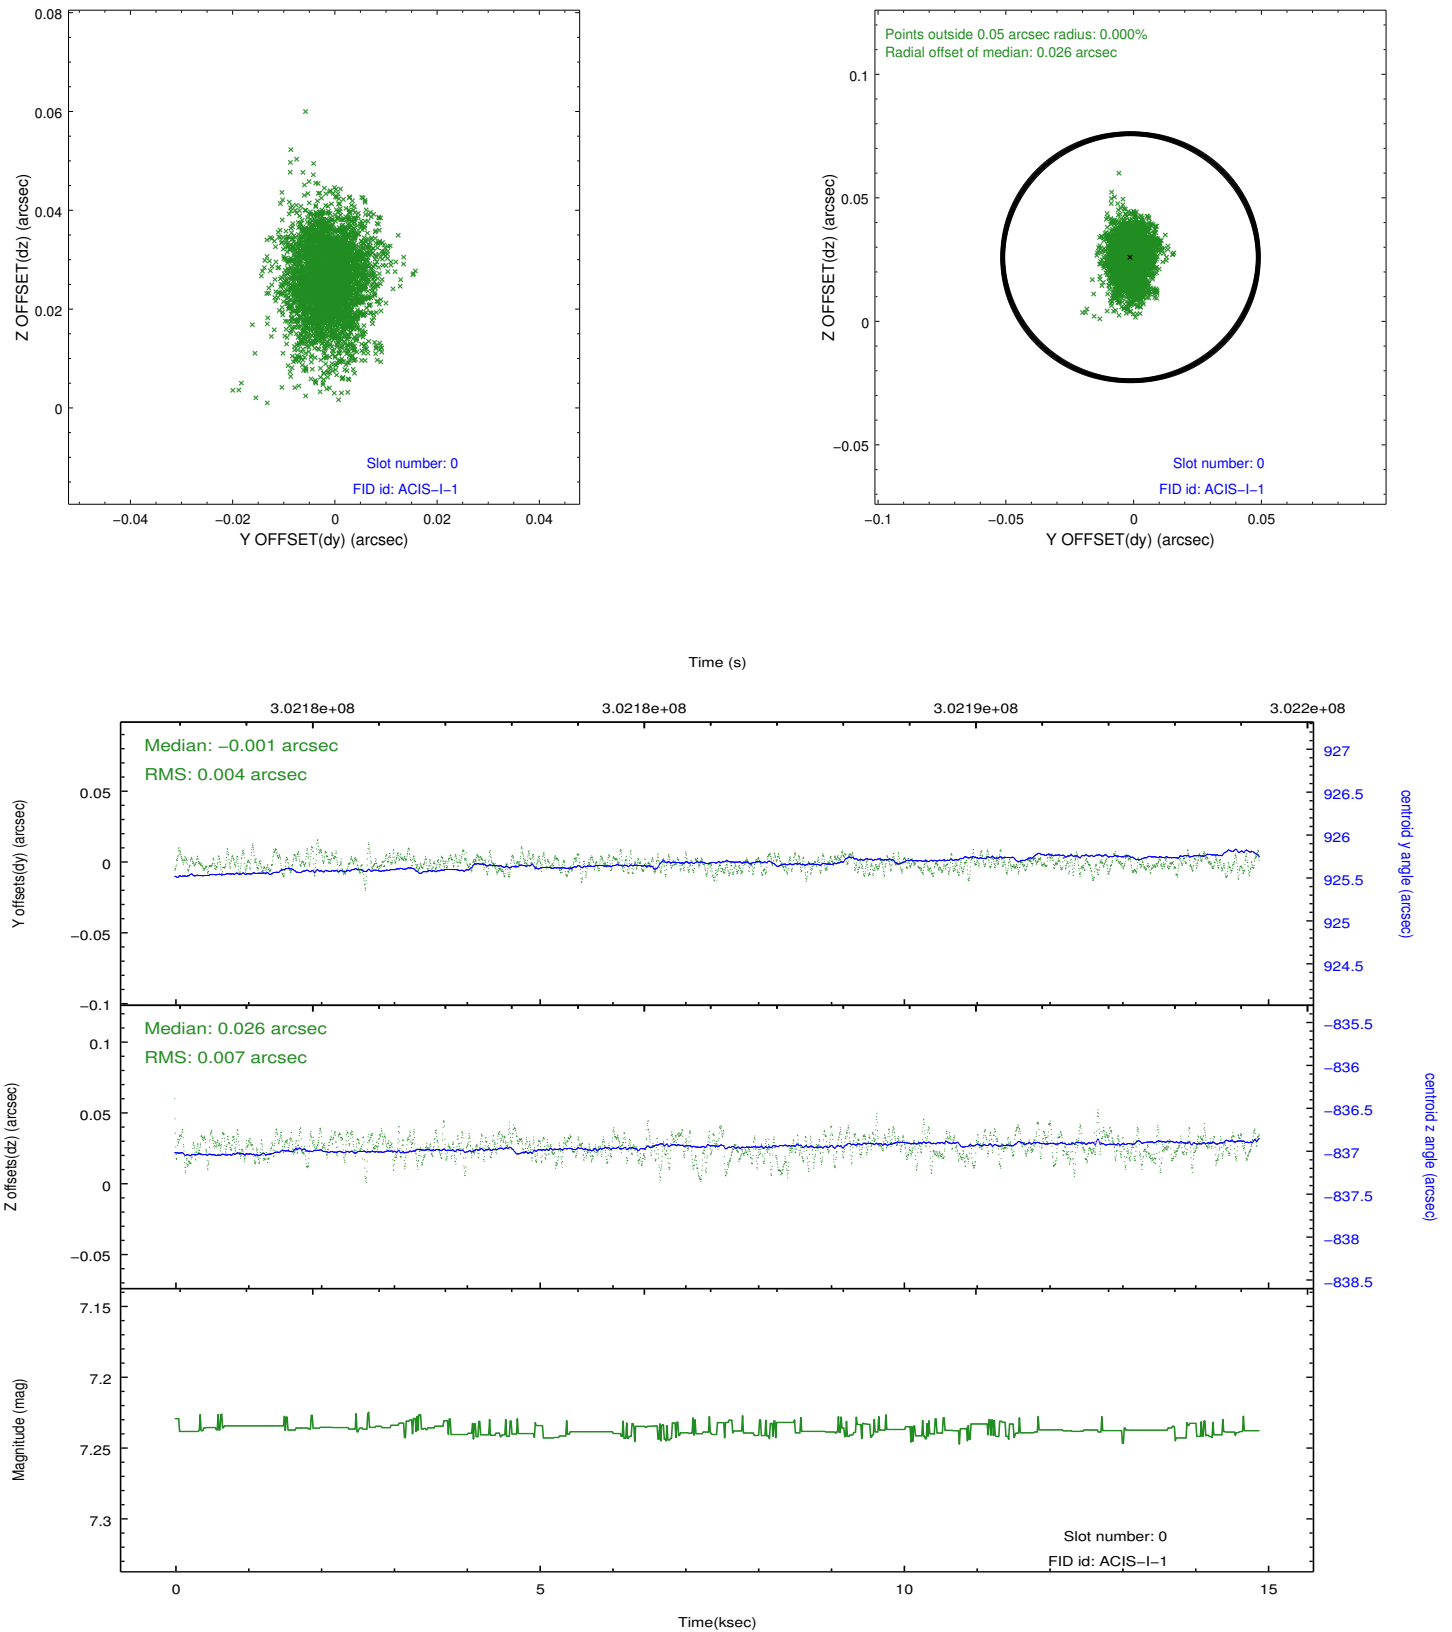 0.08
0.06
0.04
0.02
0
Z OFFSET(dz) (arcsec)
Slot number: 0
FID id: ACIS−I−1
−0.04
−0.02
0
0.02
0.04
Y OFFSET(dy) (arcsec)
Points outside 0.05 arcsec radius: 0.000%
Radial offset of median: 0.026 arcsec
0.1
0.05
0
−0.05
Z OFFSET(dz) (arcsec)
Slot number: 0
FID id: ACIS−I−1
−0.1
−0.05
0
0.05
Y OFFSET(dy) (arcsec)
Time (s)
3.0218e+08
3.0218e+08
3.0219e+08
3.022e+08
Median: −0.001 arcsec
RMS: 0.004 arcsec
0.05
0
−0.05
−0.1
Y offsets(dy) (arcsec)
927
926.5
926
925.5
925
924.5
centroid y angle (arcsec)
Median: 0.026 arcsec
RMS: 0.007 arcsec
0.1
0.05
0
−0.05
Z offsets(dz) (arcsec)
−835.5
−836
−836.5
−837
−837.5
−838
−838.5
centroid z angle (arcsec)
7.15
7.2
7.25
7.3
Magnitude (mag)
Slot number: 0
FID id: ACIS−I−1
0
5
10
15
Time(ksec)